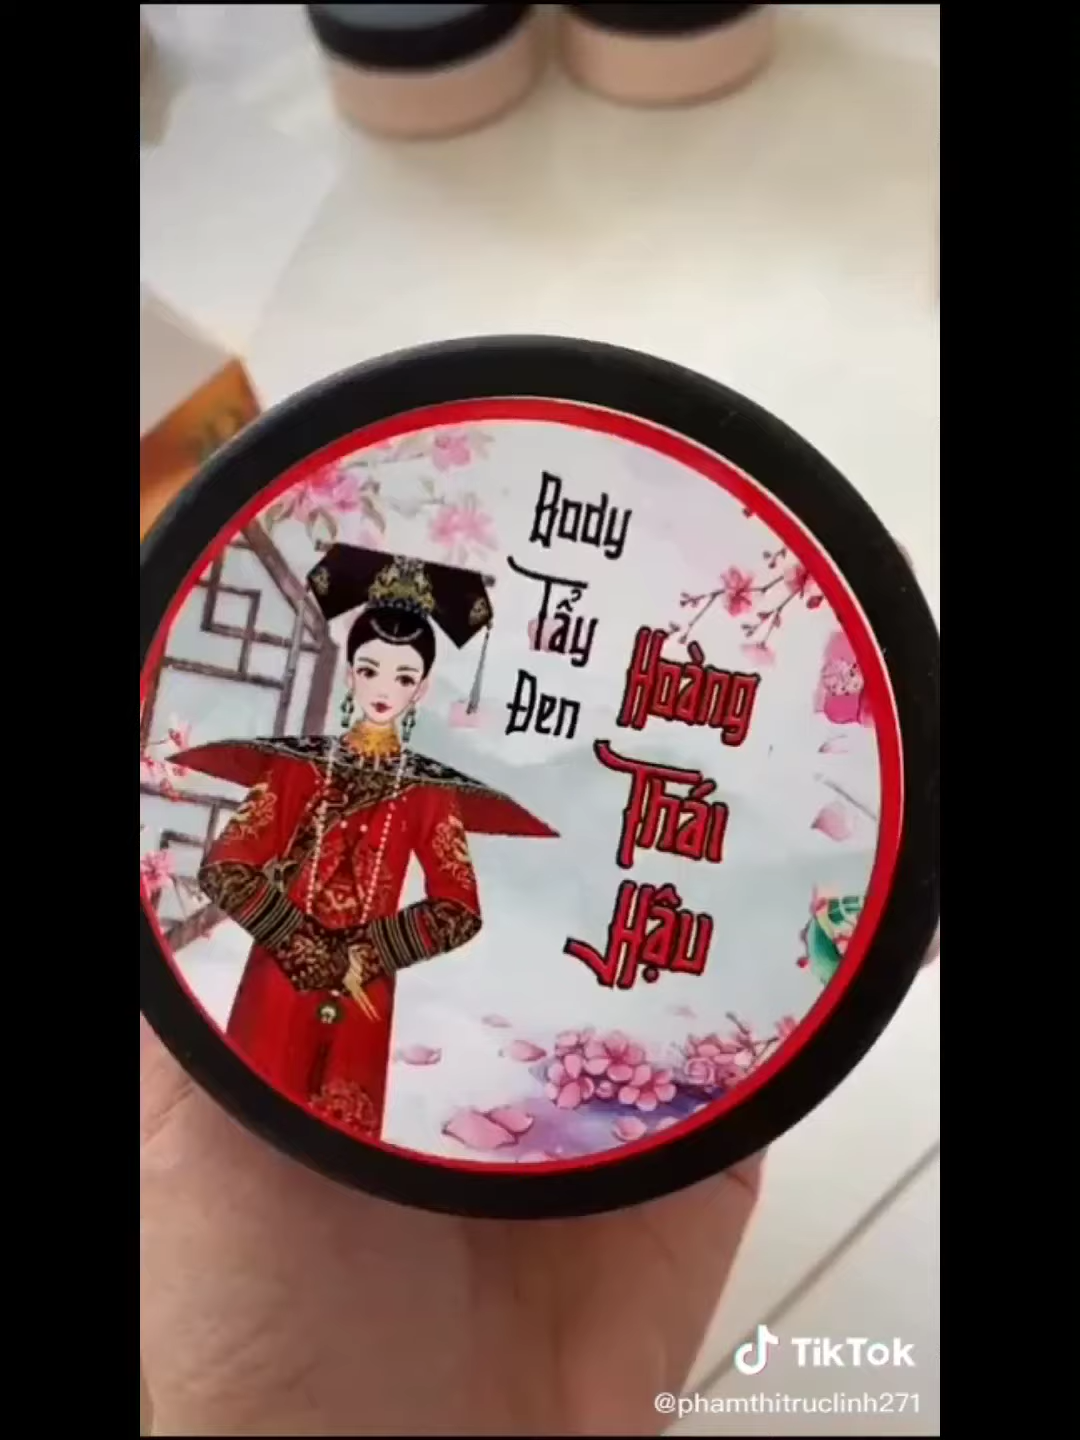 Body
Tẩy
Đen
Hoàng
Thái
Hậu
TikTok
@phamthitruclinh271